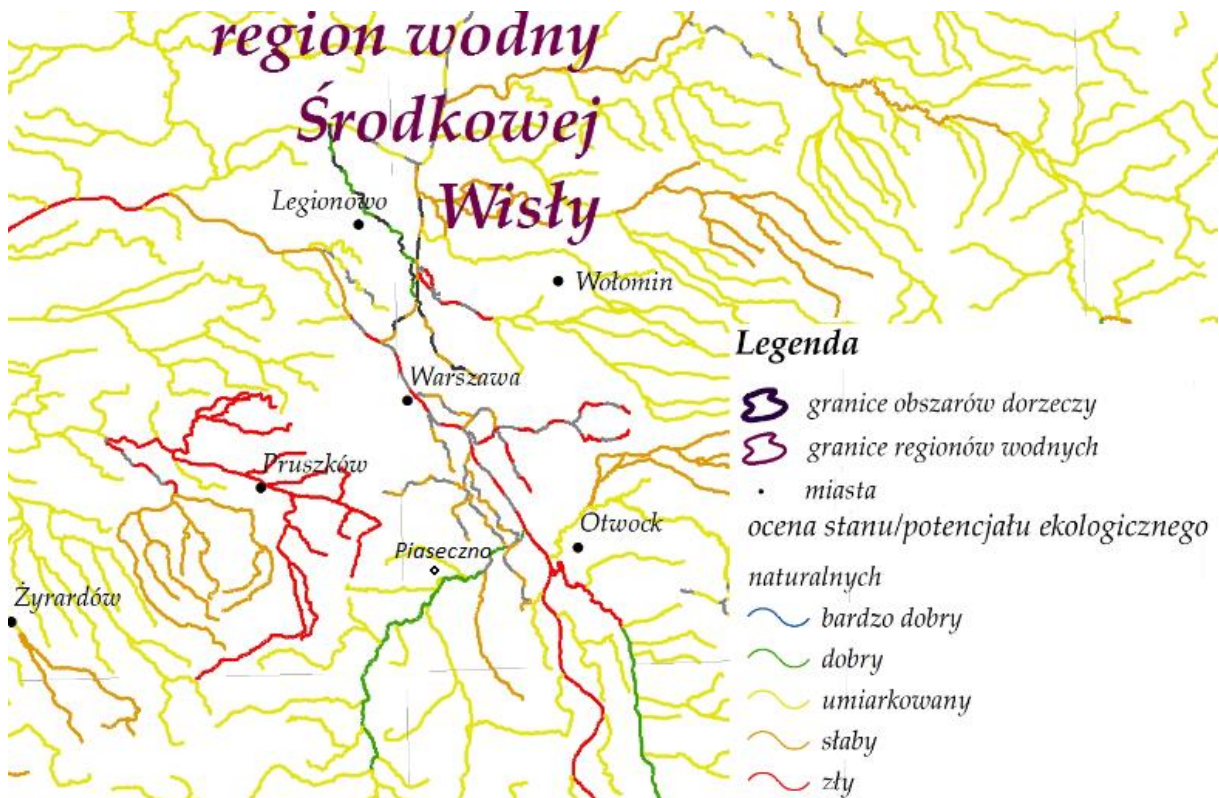 region wodny
Środkowej
Wisły
Legionowo
Wołomin
Warszawa
Pruszków
Otwock
Piaseczno
Żyrardów
Legenda
granice obszarów dorzeczy
granice regionów wodnych
miasta
ocena stanu/potencjału ekologicznego
naturalnych
bardzo dobry
dobry
umiarkowany
słaby
zły